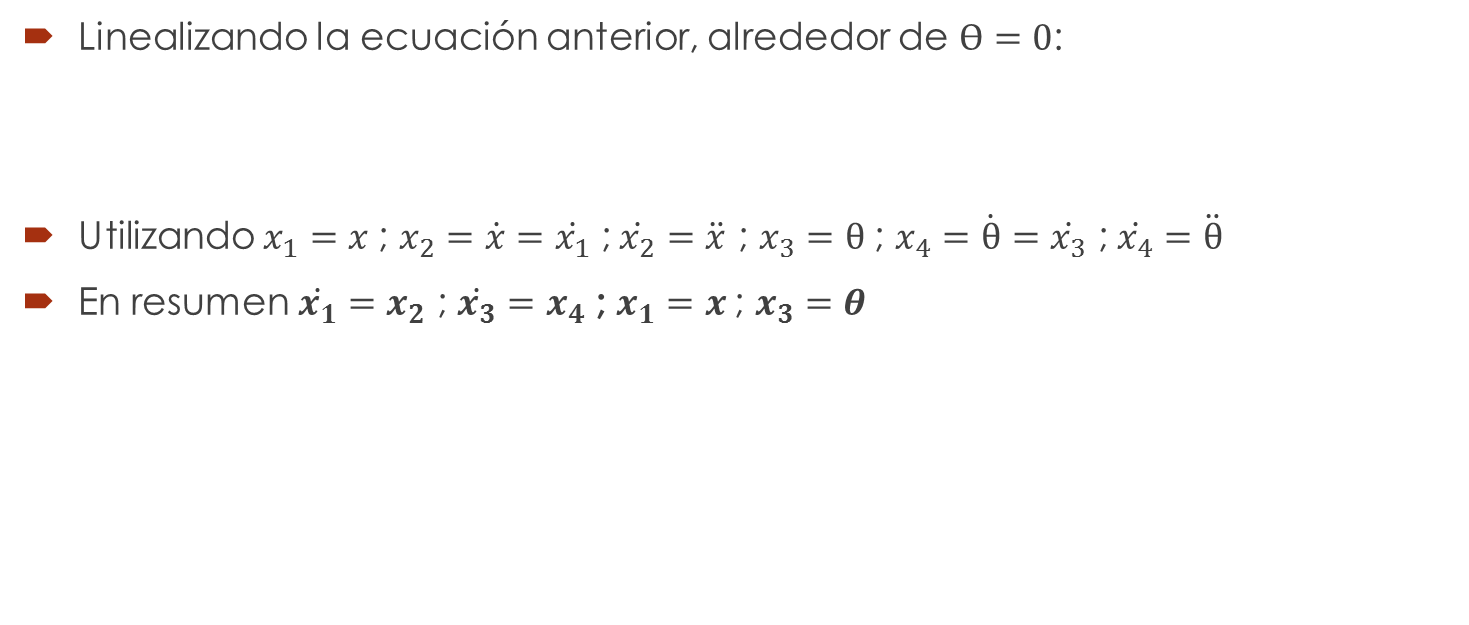 Linealizando la ecuación anterior, alrededor de ϴ = 0:
Utilizando x₁ = x ; x₂ = ẋ = ẋ₁ ; ẋ₂ = ẍ ; x₃ = θ ; x₄ = θ̇ = ẋ₃ ; ẋ₄ = θ̈
En resumen ẋ₁ = x₂ ; ẋ₃ = x₄ ; x₁ = x ; x₃ = θ